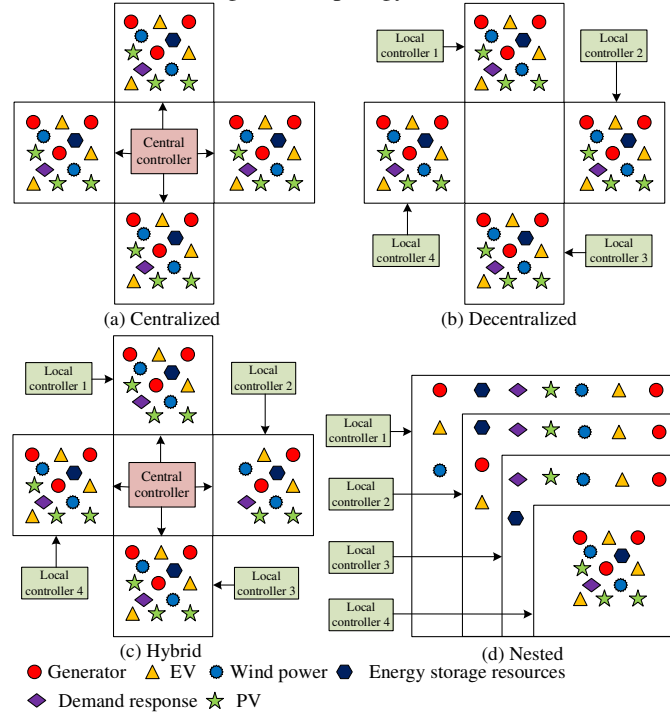 Local
controller 1
Local
controller 2
Central
controller
Local
controller 4
Local
controller 3
(a) Centralized
(b) Decentralized
Local
controller 1
Local
controller 2
Central
controller
Local
controller 4
Local
controller 3
(c) Hybrid
Local
controller 1
Local
controller 2
Local
controller 3
Local
controller 4
(d) Nested
Generator EV Wind power Energy storage resources
Demand response PV